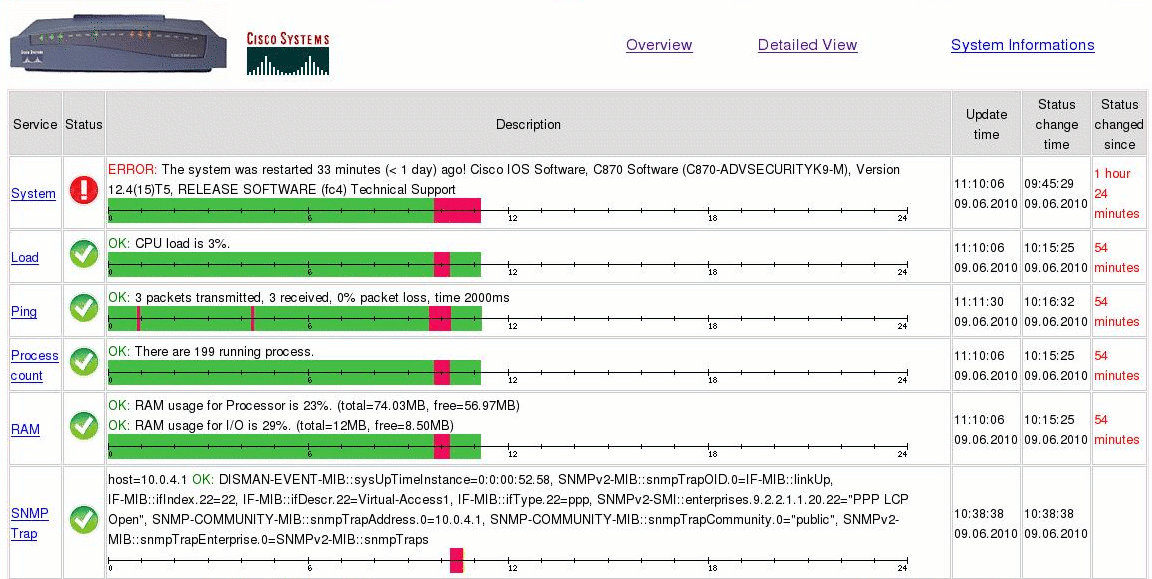 CISCO SYSTEMS
Overview Detailed View System Informations
Service Status Description Update time Status change time Status changed since
System
ERROR: The system was restarted 33 minutes (< 1 day) ago! Cisco IOS Software, C870 Software (C870-ADVSECURITYK9-M), Version
12.4(15)T5, RELEASE SOFTWARE (fc4) Technical Support
0 6 12 18 24
11:10:06
09.06.2010
09:45:29
09.06.2010
1 hour
24
minutes
Load
OK: CPU load is 3%.
0 6 12 18 24
11:10:06
09.06.2010
10:15:25
09.06.2010
54
minutes
Ping
OK: 3 packets transmitted, 3 received, 0% packet loss, time 2000ms
0 6 12 18 24
11:11:30
09.06.2010
10:16:32
09.06.2010
54
minutes
Process
count
OK: There are 199 running process.
0 6 12 18 24
11:10:06
09.06.2010
10:15:25
09.06.2010
54
minutes
RAM
OK: RAM usage for Processor is 23%. (total=74.03MB, free=56.97MB)
OK: RAM usage for I/O is 29%. (total=12MB, free=8.50MB)
0 6 12 18 24
11:10:06
09.06.2010
10:15:25
09.06.2010
54
minutes
SNMP
Trap
host=10.0.4.1 OK: DISMAN-EVENT-MIB::sysUpTimeInstance=0:0:00:52.58, SNMPv2-MIB::snmpTrapOID.0=IF-MIB::linkUp,
IF-MIB::ifIndex.22=22, IF-MIB::ifDescr.22=Virtual-Access1, IF-MIB::ifType.22=ppp, SNMPv2-SMI::enterprises.9.2.2.1.1.20.22="PPP LCP
Open", SNMP-COMMUNITY-MIB::snmpTrapAddress.0=10.0.4.1, SNMP-COMMUNITY-MIB::snmpTrapCommunity.0="public", SNMPv2-
MIB::snmpTrapEnterprise.0=SNMPv2-MIB::snmpTraps
0 6 12 18 24
10:38:38
09.06.2010
10:38:38
09.06.2010